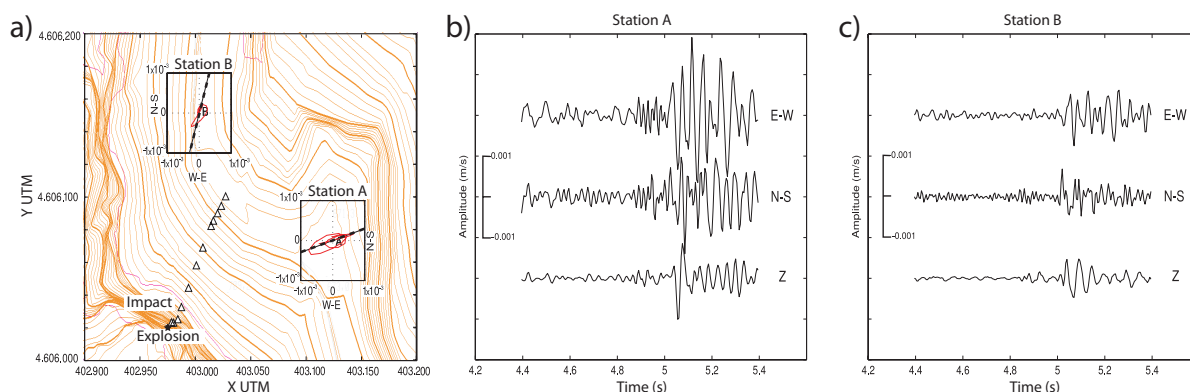 a)
4.606,200
4.606,100
4.606,000
Y UTM
Station B
1x10⁻³
N-S
0
-1x10⁻³
B
-1x10⁻³
0
1x10⁻³
W-E
Station A
1x10⁻³
0
N-S
-1x10⁻³
A
-1x10⁻³
0
1x10⁻³
W-E
Impact
Explosion
402.900
402.950
403.000
403.050
403.100
403.150
403.200
X UTM
b)
Station A
E-W
0.001
N-S
-0.001
Amplitude (m/s)
Z
4.2 4.4 4.6 4.8 5 5.2 5.4
Time (s)
c)
Station B
E-W
0.001
N-S
-0.001
Amplitude (m/s)
Z
4.2 4.4 4.6 4.8 5 5.2 4.4
Time (s)